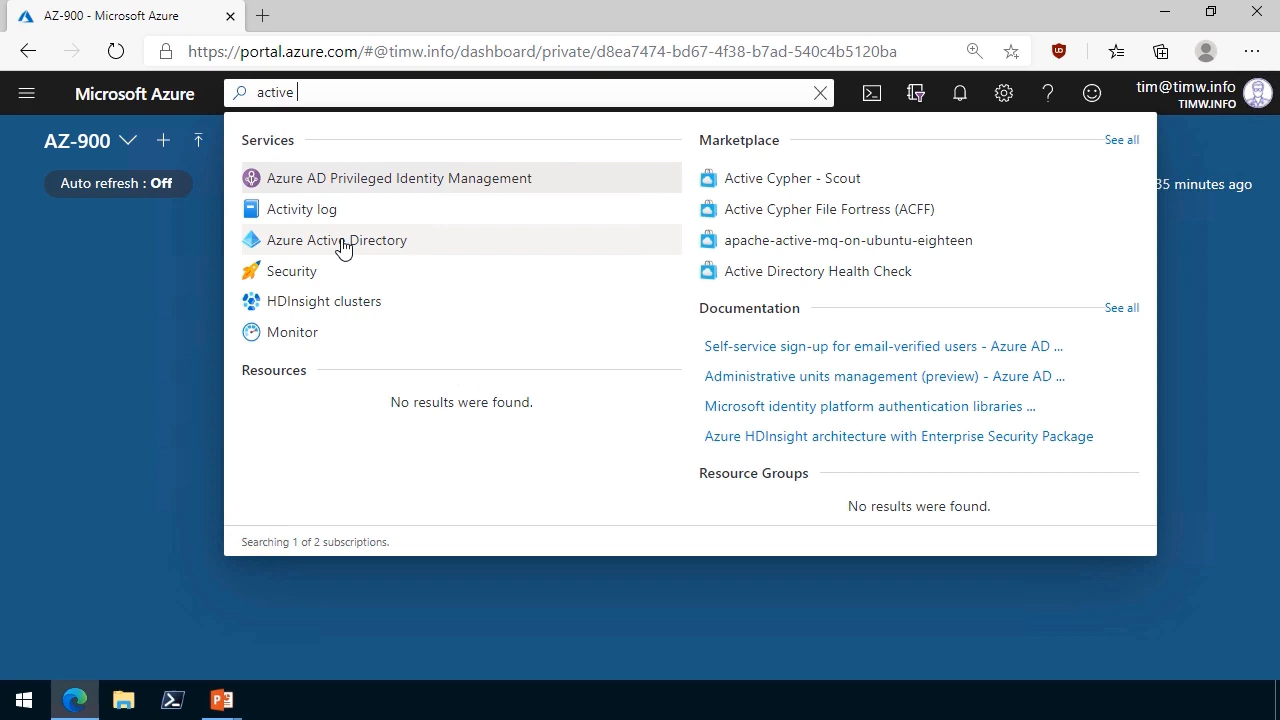 AZ-900 - Microsoft Azure
https://portal.azure.com/#@timw.info/dashboard/private/d8ea7474-bd67-4f38-b7ad-540c4b5120ba
Microsoft Azure
active
tim@timw.info
TIMW.INFO
AZ-900
Auto refresh : Off
35 minutes ago
Services
Azure AD Privileged Identity Management
Activity log
Azure Active Directory
Security
HDInsight clusters
Monitor
Resources
No results were found.
Marketplace
See all
Active Cypher - Scout
Active Cypher File Fortress (ACFF)
apache-active-mq-on-ubuntu-eighteen
Active Directory Health Check
Documentation
See all
Self-service sign-up for email-verified users - Azure AD ...
Administrative units management (preview) - Azure AD ...
Microsoft identity platform authentication libraries ...
Azure HDInsight architecture with Enterprise Security Package
Resource Groups
No results were found.
Searching 1 of 2 subscriptions.